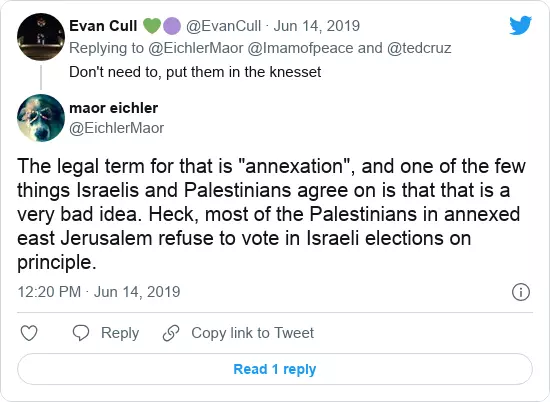 Evan Cull 💚🟣 @EvanCull · Jun 14, 2019
Replying to @EichlerMaor @Imamofpeace and @tedcruz
Don't need to, put them in the knesset
maor eichler
@EichlerMaor
The legal term for that is "annexation", and one of the few
things Israelis and Palestinians agree on is that that is a
very bad idea. Heck, most of the Palestinians in annexed
east Jerusalem refuse to vote in Israeli elections on
principle.
12:20 PM · Jun 14, 2019
Reply Copy link to Tweet
Read 1 reply